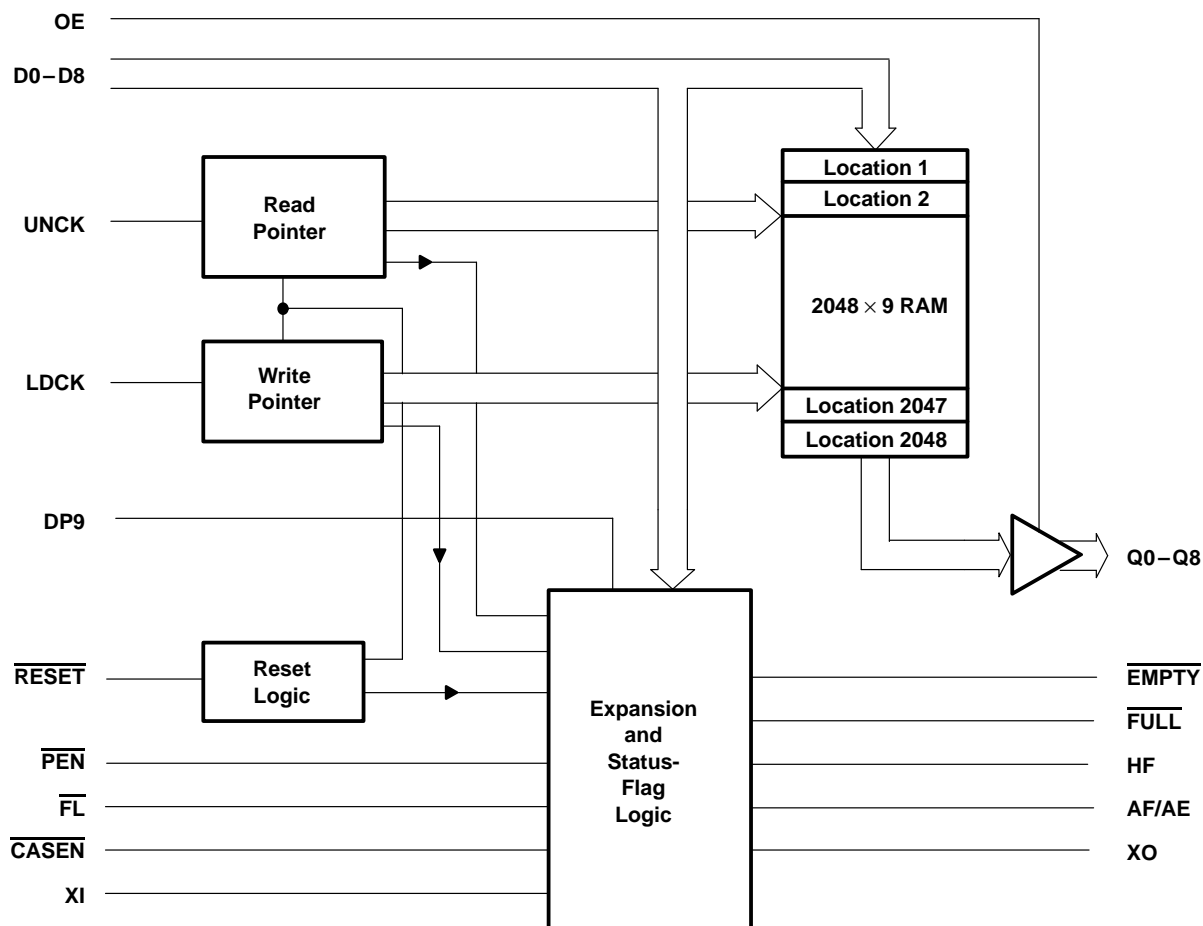 OE
D0–D8
Location 1
Location 2
Read
Pointer
UNCK
2048 × 9 RAM
Write
Pointer
LDCK
Location 2047
Location 2048
DP9
Q0–Q8
RESET
Reset
Logic
EMPTY
Expansion
and
Status-
Flag
Logic
FULL
PEN
HF
FL
AF/AE
CASEN
XO
XI